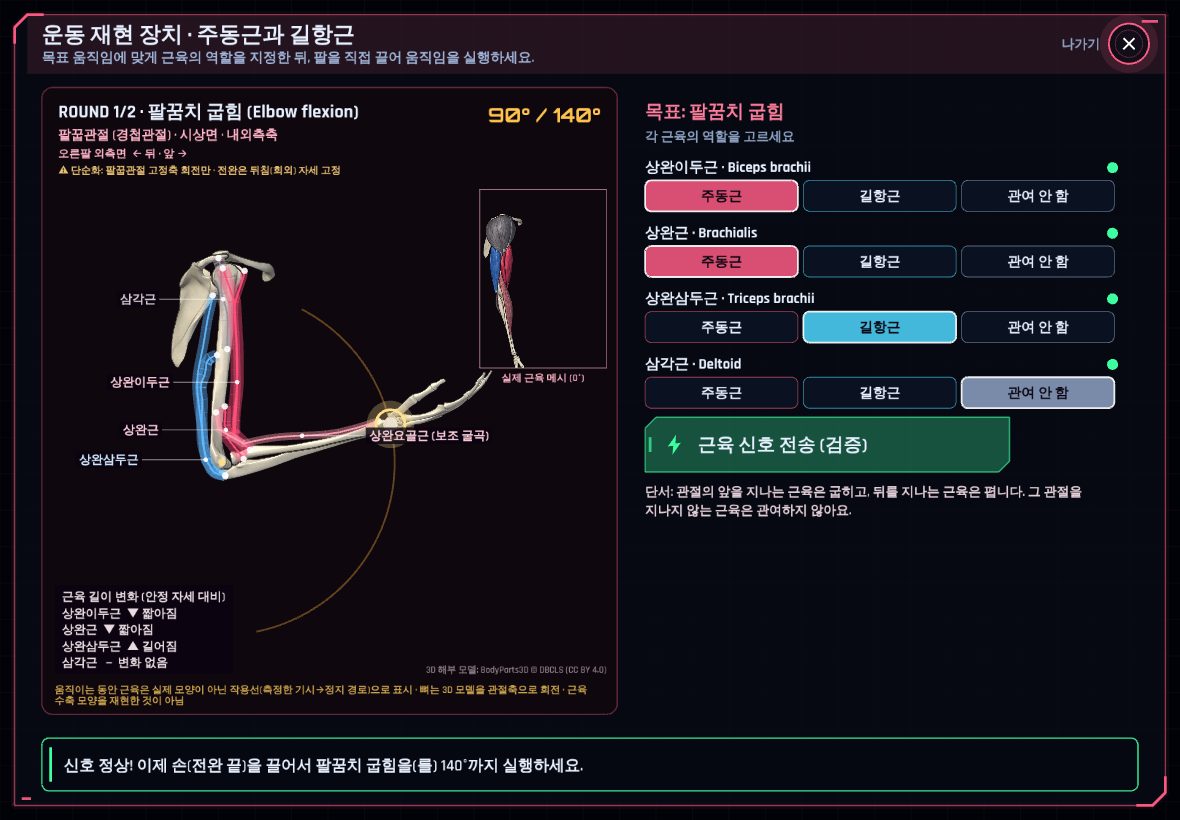 운동 재현 장치 · 주동근과 길항근
목표 움직임에 맞게 근육의 역할을 지정한 뒤, 팔을 직접 끌어 움직임을 실행하세요.
나가기
ROUND 1/2 · 팔꿈치 굽힘 (Elbow flexion)
90° / 140°
팔꿉관절 (경첩관절) · 시상면 · 내외측축
오른팔 외측면 ← 뒤 · 앞 →
⚠ 단순화: 팔꿉관절 고정축 회전만 · 전완은 뒤침(회외) 자세 고정
실제 근육 메시 (0°)
삼각근
상완이두근
상완근
상완삼두근
상완요골근 (보조 굴곡)
근육 길이 변화 (안정 자세 대비)
상완이두근 ▼ 짧아짐
상완근 ▼ 짧아짐
상완삼두근 ▲ 길어짐
삼각근 – 변화 없음
3D 해부 모델: BodyParts3D © DBCLS (CC BY 4.0)
움직이는 동안 근육은 실제 모양이 아닌 작용선(측정한 기시→정지 경로)으로 표시 · 뼈는 3D 모델을 관절축으로 회전 · 근육
수축 모양을 재현한 것이 아님
목표: 팔꿈치 굽힘
각 근육의 역할을 고르세요
상완이두근 · Biceps brachii
주동근 길항근 관여 안 함
상완근 · Brachialis
주동근 길항근 관여 안 함
상완삼두근 · Triceps brachii
주동근 길항근 관여 안 함
삼각근 · Deltoid
주동근 길항근 관여 안 함
근육 신호 전송 (검증)
단서: 관절의 앞을 지나는 근육은 굽히고, 뒤를 지나는 근육은 폅니다. 그 관절을
지나지 않는 근육은 관여하지 않아요.
신호 정상! 이제 손(전완 끝)을 끌어서 팔꿈치 굽힘을(를) 140°까지 실행하세요.